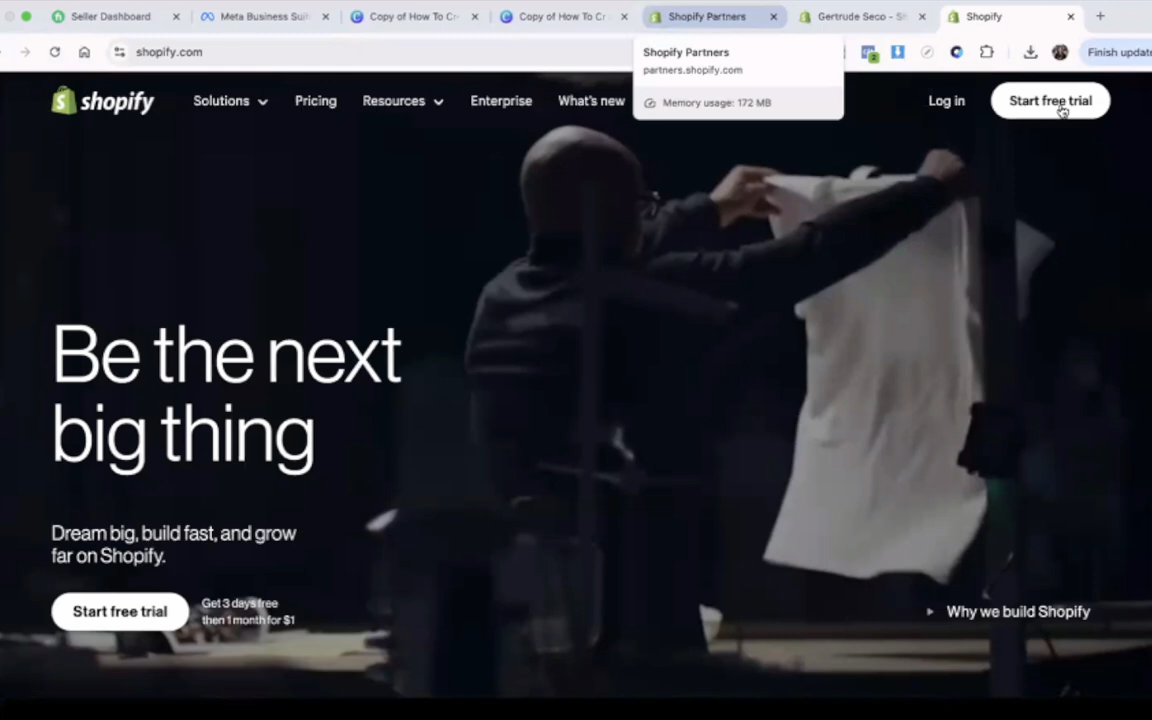 Seller Dashboard
Meta Business Suit
Copy of How To Cr
Copy of How To Cr
Shopify Partners
Gertrude Seco - Sh
Shopify
shopify.com
Finish update
Shopify Partners
partners.shopify.com
Memory usage: 172 MB
shopify
Solutions
Pricing
Resources
Enterprise
What's new
Log in
Start free trial
Be the next
big thing
Dream big, build fast, and grow
far on Shopify.
Start free trial
Get 3 days free
then 1 month for $1
Why we build Shopify